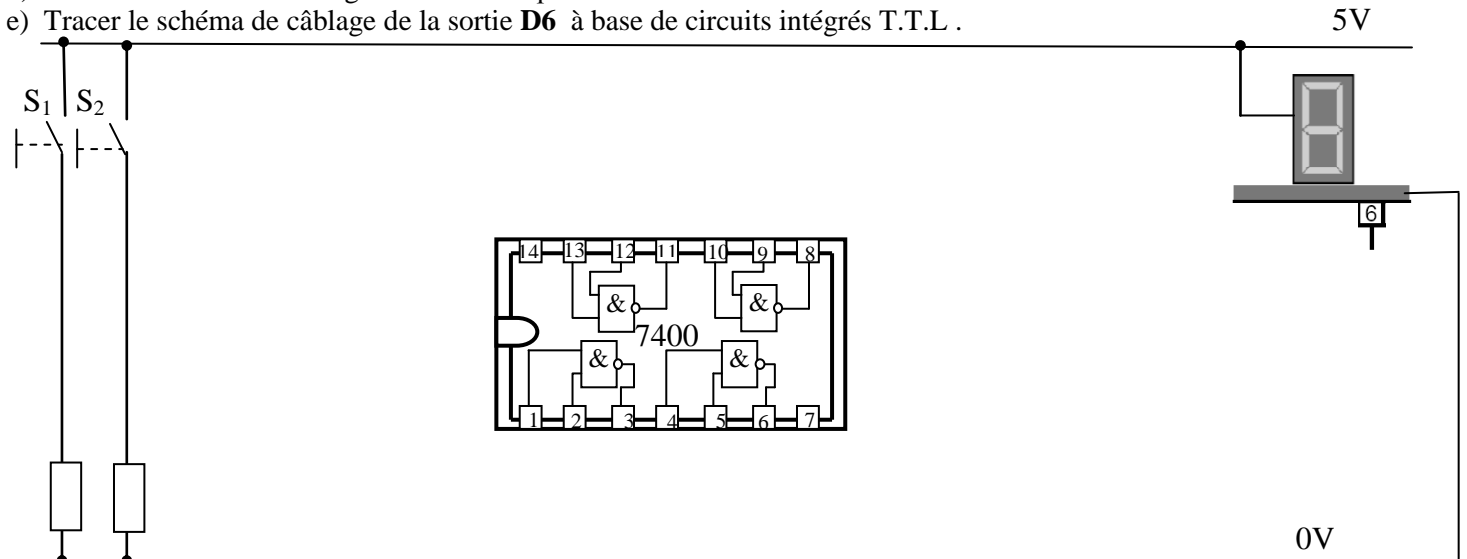 e) Tracer le schéma de câblage de la sortie D6 à base de circuits intégrés T.T.L .
5V
S1 S2
6
14 13 12 11 10 9 8
& &
7400
& &
1 2 3 4 5 6 7
0V